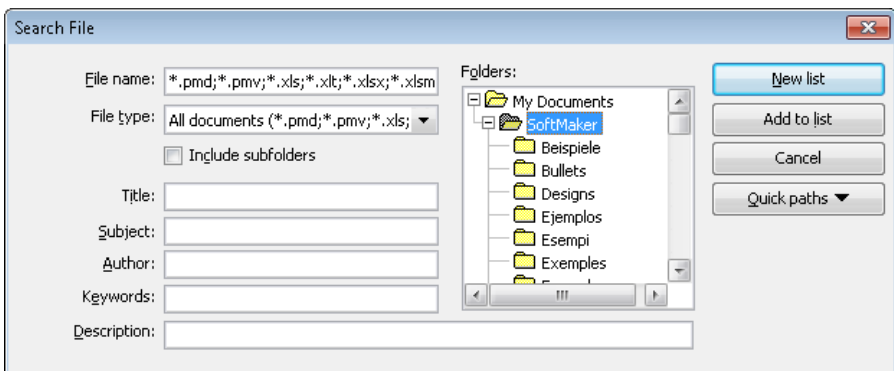 Search File
File name:
*.pmd;*.pmv;*.xls;*.xlt;*.xlsx;*.xlsm
File type:
All documents (*.pmd;*.pmv;*.xls;
Include subfolders
Title:
Subject:
Author:
Keywords:
Description:
Folders:
My Documents
SoftMaker
Beispiele
Bullets
Designs
Ejemplos
Esempi
Exemples
New list
Add to list
Cancel
Quick paths